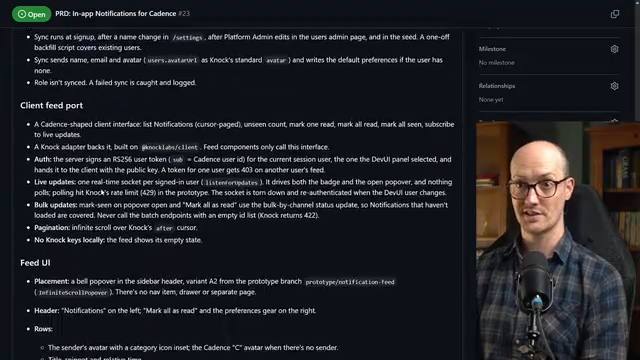 Open
PRD: In-app Notifications for Cadence #23
Sync runs at signup, after a name change in /settings, after Platform Admin edits in the users admin page, and in the seed. A one-off
backfill script covers existing users.
Sync sends name, email and avatar (users.avatarUrl as Knock's standard avatar) and writes the default preferences if the user has
none.
Role isn't synced. A failed sync is caught and logged.
Client feed port
A Cadence-shaped client interface: list Notifications (cursor-paged), unseen count, mark one read, mark all read, mark all seen, subscribe
to live updates.
A Knock adapter backs it, built on @knocklabs/client. Feed components only call this interface.
Auth: the server signs an RS256 user token (sub = Cadence user id) for the current session user, the one the DevUI panel selected, and
hands it to the client with the public key. A token for one user gets 403 on another's feed.
Live updates: one real-time socket per signed-in user (listenForUpdates). It drives both the badge and the open popover, and nothing
polls; polling hit Knock's rate limit (429) in the prototype. The socket is torn down and re-authenticated when the DevUI user changes.
Bulk updates: mark-seen on popover open and "Mark all as read" use the bulk-by-channel status update, so Notifications that haven't
loaded are covered. Never call the batch endpoints with an empty id list (Knock returns 422).
Pagination: infinite scroll over Knock's after cursor.
No Knock keys locally: the feed shows its empty state.
Feed UI
Placement: a bell popover in the sidebar header, variant A2 from the prototype branch prototype/notification-feed
(InfiniteScrollPopover). There's no nav item, drawer or separate page.
Header: "Notifications" on the left; "Mark all as read" and the preferences gear on the right.
Rows:
The sender's avatar with a category icon inset; the Cadence "C" avatar when there's no sender.
Title, snippet and relative time.
Milestone
No milestone
Relationships
None yet